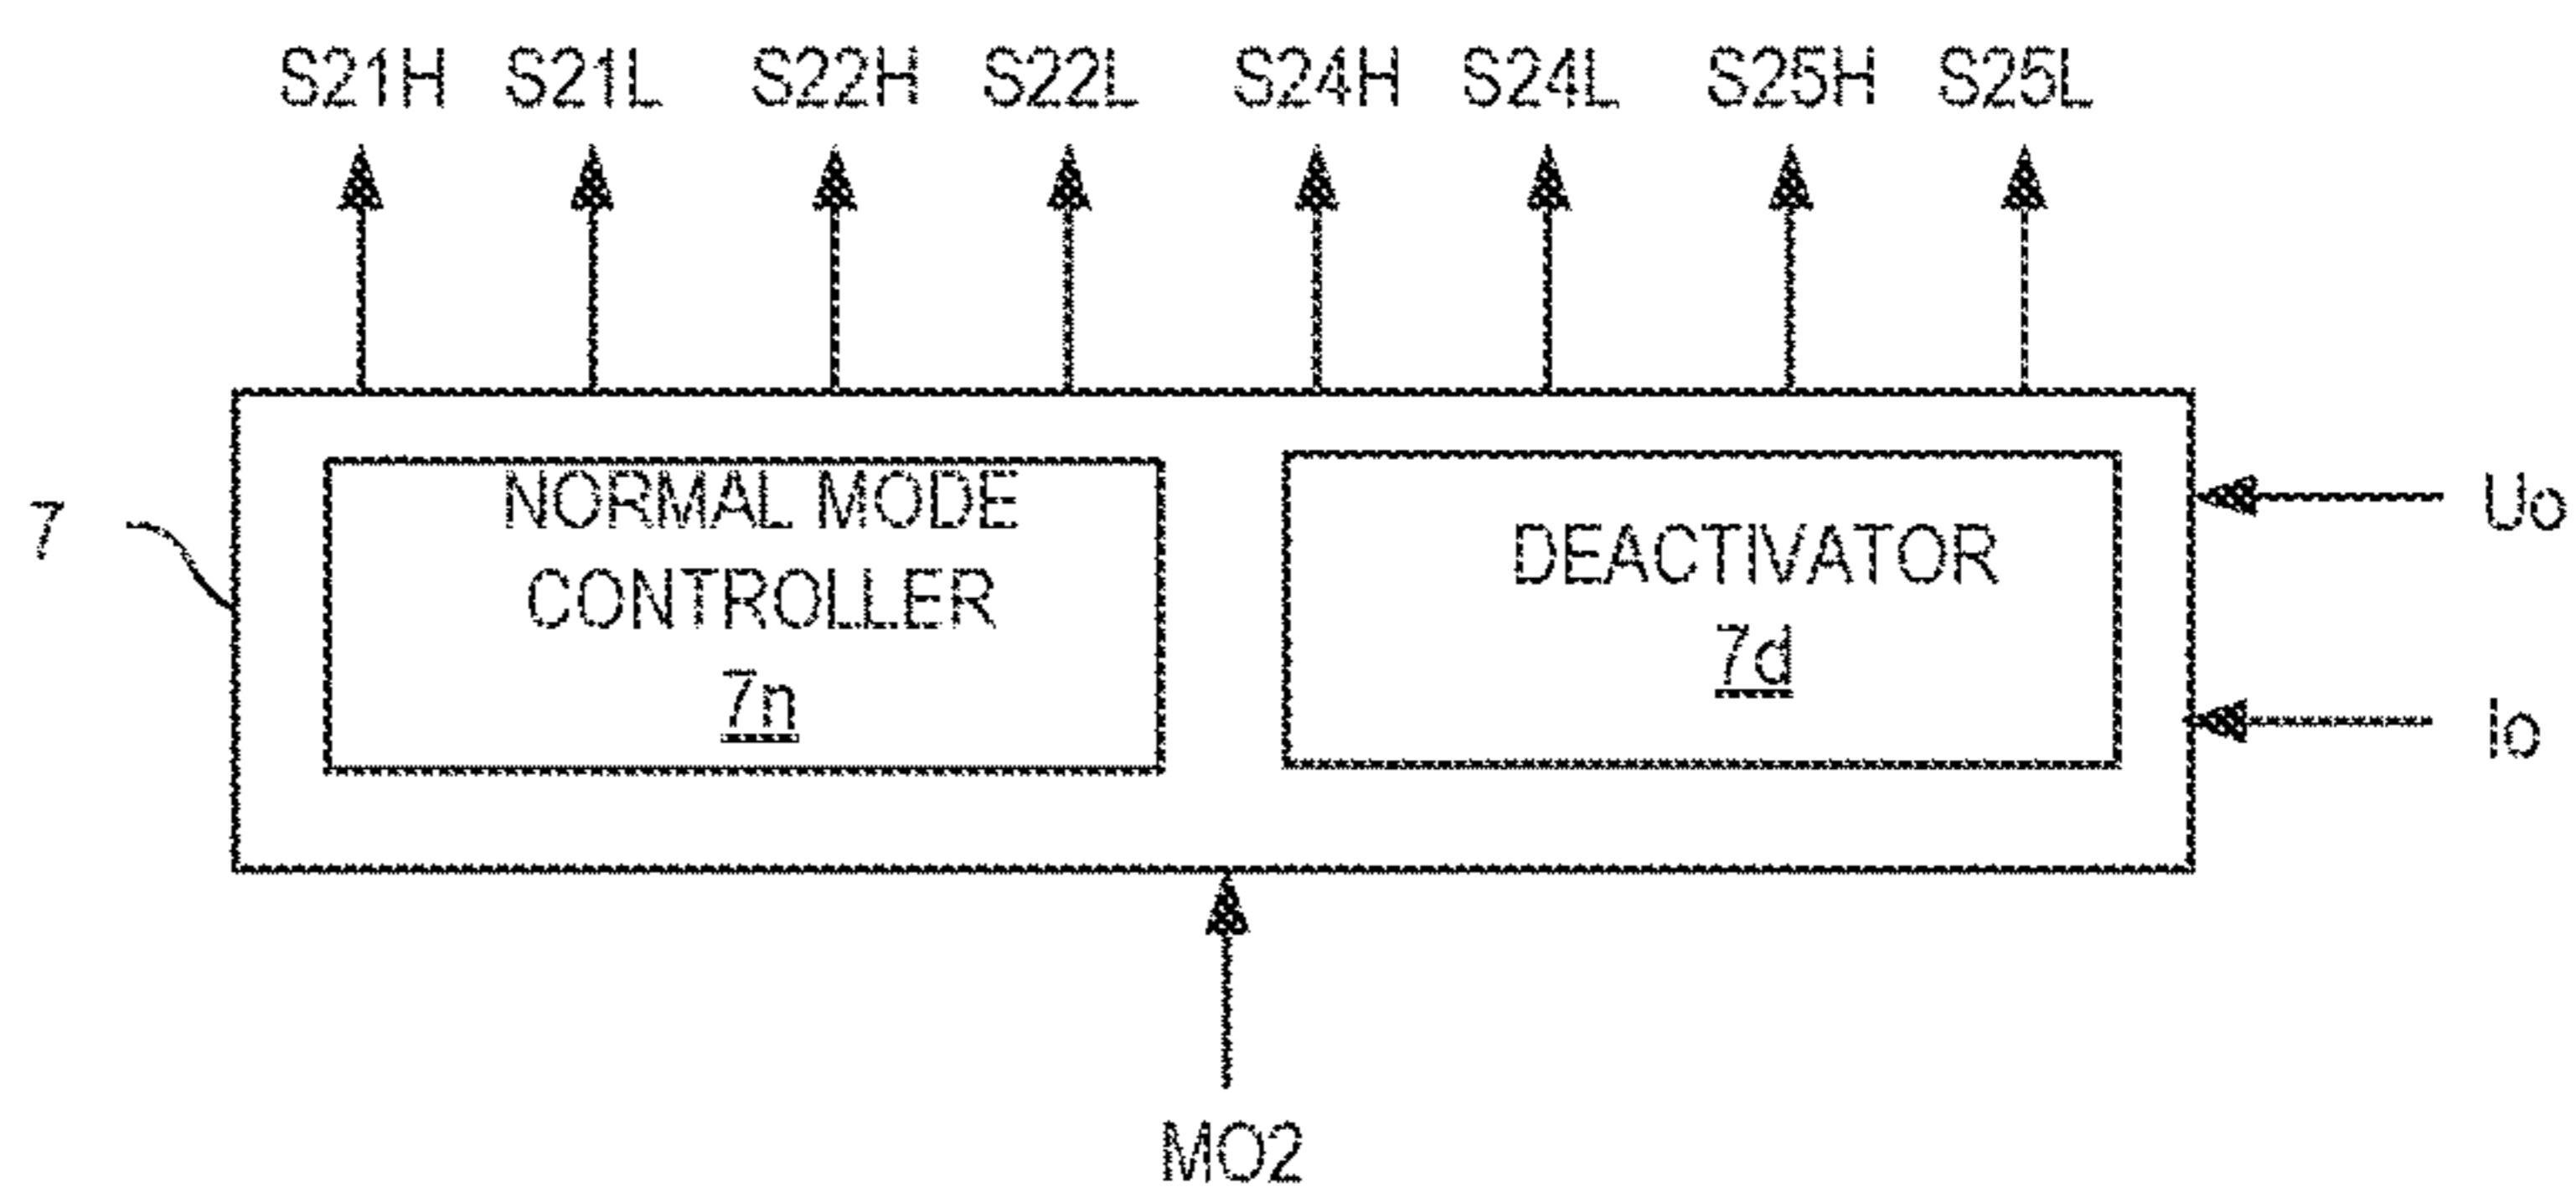 S21H S21L S22H S22L S24H S24L S25H S25L
NORMAL MODE
CONTROLLER
7n
DEACTIVATOR
7d
7
Uo
Io
MO2